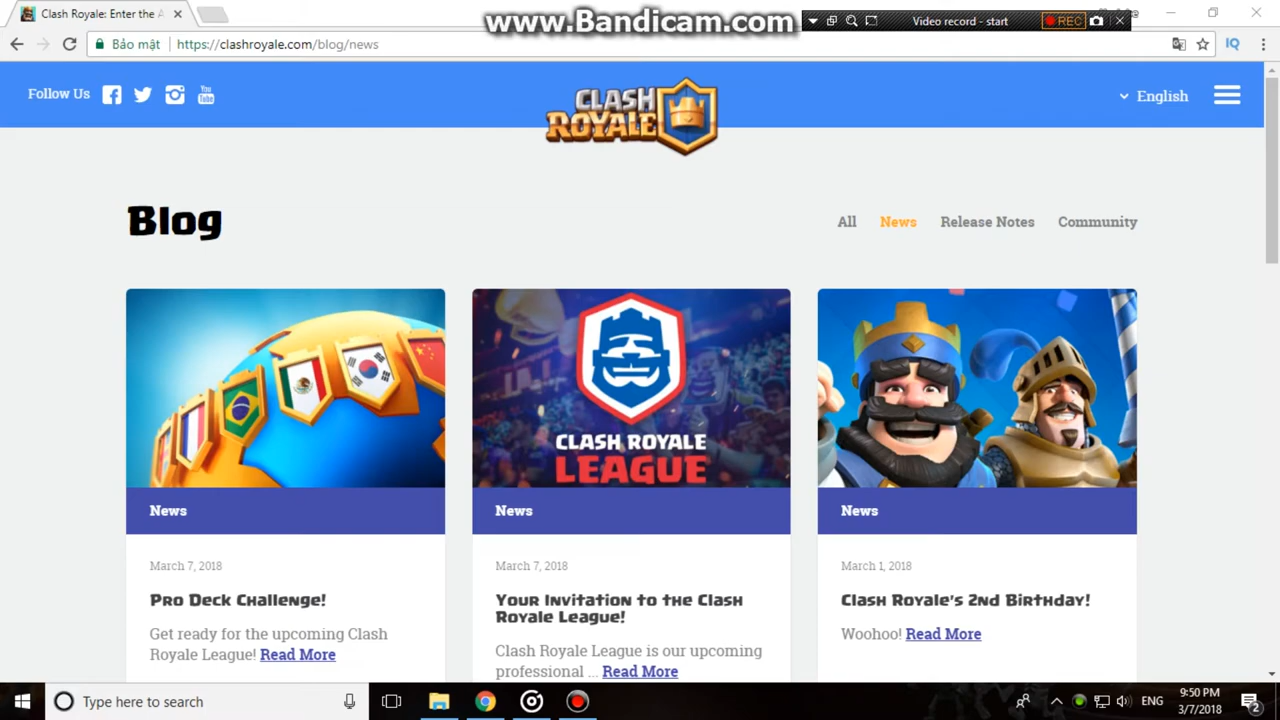 Clash Royale: Enter the A
www.Bandicam.com
Video record - start
REC
Bảo mật
https://clashroyale.com/blog/news
IQ
Follow Us
You
Tube
CLASH
ROYALE
English
Blog
All
News
Release Notes
Community
CLASH ROYALE
LEAGUE
News
News
News
March 7, 2018
March 7, 2018
March 1, 2018
Pro Deck Challenge!
Your Invitation to the Clash
Royale League!
Clash Royale's 2nd Birthday!
Get ready for the upcoming Clash
Royale League! Read More
Clash Royale League is our upcoming
professional ... Read More
Woohoo! Read More
Type here to search
ENG
9:50 PM
3/7/2018
2